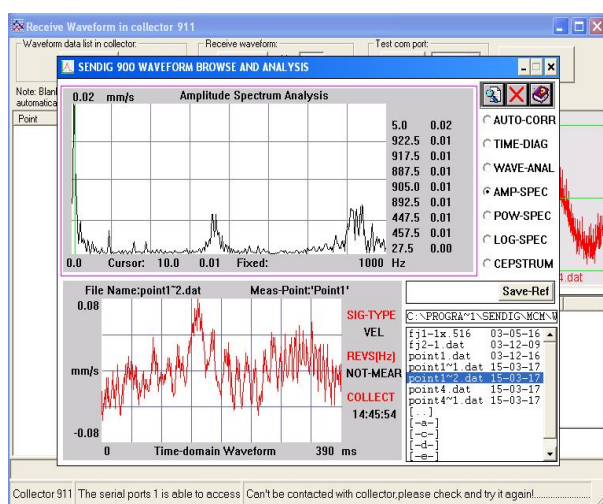 Receive Waveform in collector 911
Waveform data list in collector:
Receive waveform:
Test com port:
SENDIG 900 WAVEFORM BROWSE AND ANALYSIS
Note: Blan
automatica
Point
0.02 mm/s Amplitude Spectrum Analysis
5.0 0.02
922.5 0.01
917.5 0.01
887.5 0.01
905.0 0.01
892.5 0.01
447.5 0.01
457.5 0.01
27.5 0.00
0.0 Cursor: 10.0 0.01 Fixed: 1000 Hz
AUTO-CORR
TIME-DIAG
WAVE-ANAL
AMP-SPEC
POW-SPEC
LOG-SPEC
CEPSTRUM
4.dat
File Name:point1~2.dat Meas-Point:'Point1'
0.08
mm/s
-0.08
0 Time-domain Waveform 390 ms
SIG-TYPE
VEL
REVS(Hz)
NOT-MEAR
COLLECT
14:45:54
Save-Ref
C:\PROGRA~1\SENDIG\MCM\W
fj1-1x.516 03-05-16
fj2-1.dat 03-12-09
point1.dat 03-12-16
point1~1.dat 15-03-17
point1~2.dat 15-03-17
point4.dat 15-03-17
point4~1.dat 15-03-17
[..]
[-a-]
[-c-]
[-d-]
[-e-]
Collector 911 The serial ports 1 is able to access Can't be contacted with collector,please check and try it again!